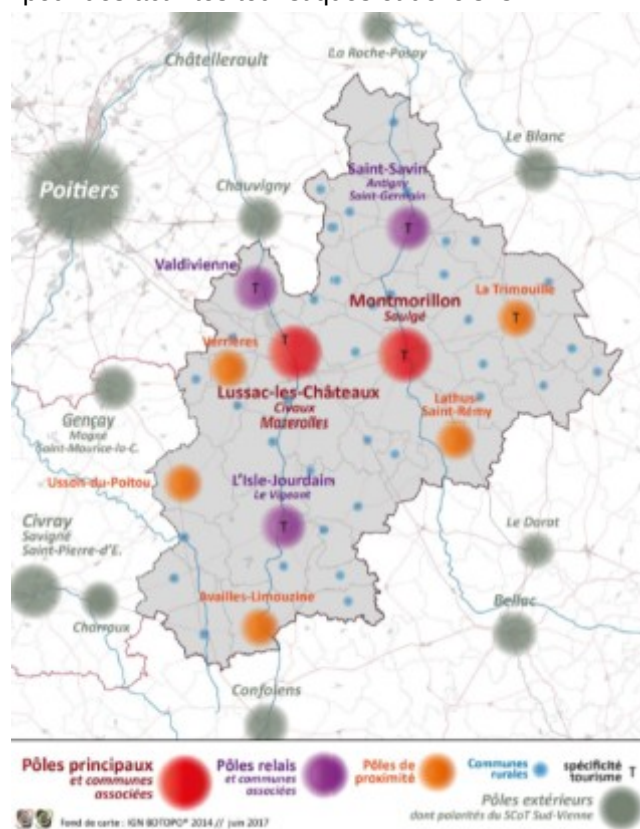 Châtellerault
La Roche-Posay
Le Blanc
Saint-Savin
Antigny
Saint-Germain
Poitiers
Chauvigny
T
Valdivienne
T
La Trimouille
Montmorillon
Saulgé
T
Verrières
T
T
Lussac-les-Châteaux
Civaux
Mazerolles
Lathus-
Saint-Rémy
Gençay
Magné
Saint-Maurice-la-C.
Usson-du-Poitou
L'Isle-Jourdain
Le Vigeant
T
Civray
Savigné
Saint-Pierre-d'E.
Le Dorat
Charroux
Availles-Limouzine
Bellac
Confolens
Pôles principaux
et communes
associées
Pôles relais
et communes
associées
Pôles de
proximité
Communes
rurales
spécificité
tourisme T
Pôles extérieurs
dont polarités du SCoT Sud-Vienne
Fond de carte : IGN BDTOPO® 2014 // juin 2017